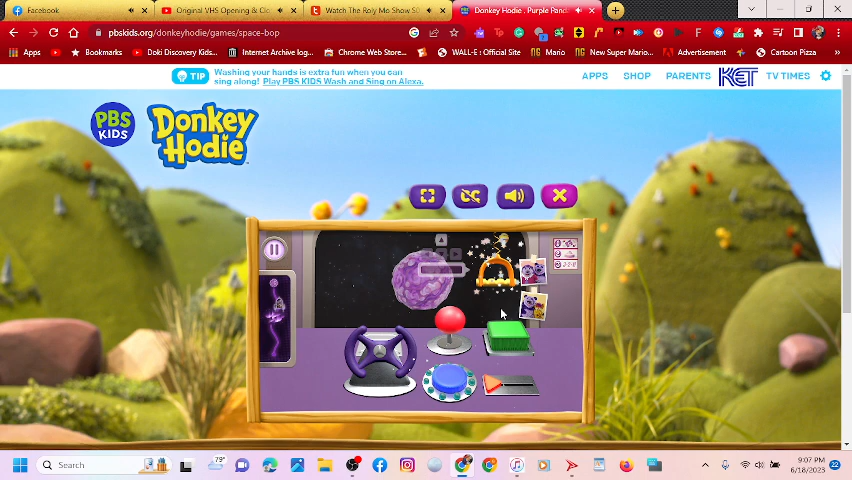 Facebook
Original VHS Opening & Clo
Watch The Roly Mo Show S0
Donkey Hodie . Purple Pand
pbskids.org/donkeyhodie/games/space-bop
Apps
Bookmarks
Doki Discovery Kids...
Internet Archive log...
Chrome Web Store...
WALL-E : Official Site
Mario
New Super Mario...
Advertisement
Cartoon Pizza
TIP
Washing your hands is extra fun when you can
sing along! Play PBS KIDS Wash and Sing on Alexa.
APPS
SHOP
PARENTS
KET
TV TIMES
PBS
KIDS
Donkey
Hodie
CC
Search
79°
9:07 PM
6/18/2023
22